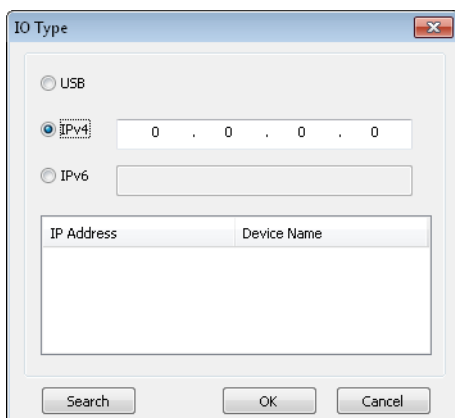 IO Type
USB
IPv4 0 . 0 . 0 . 0
IPv6
IP Address Device Name
Search OK Cancel